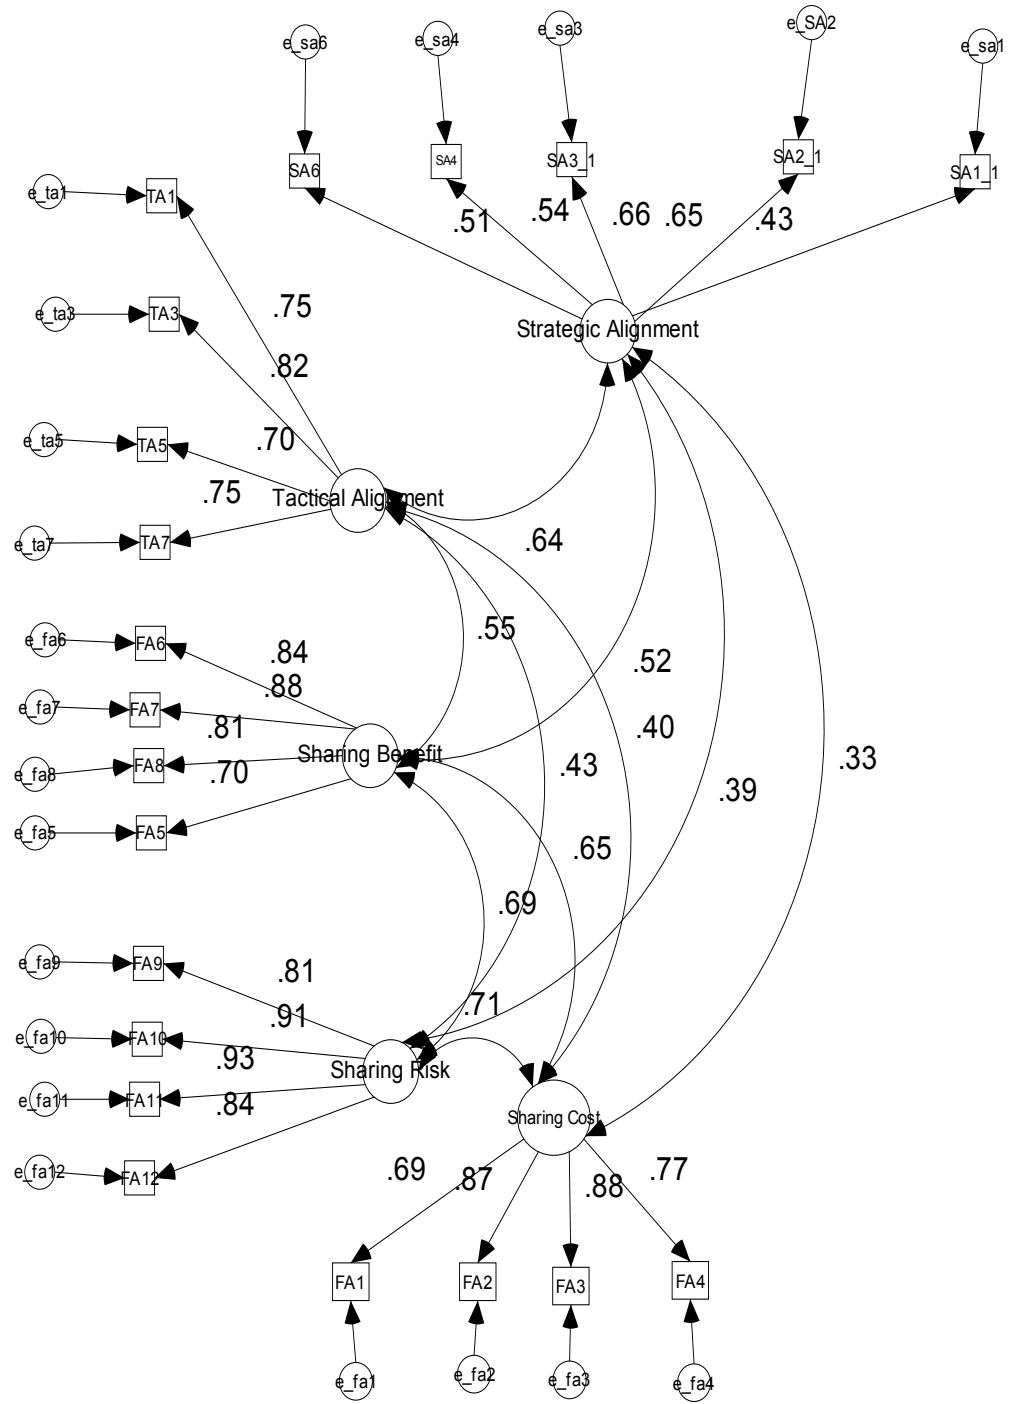 e_sa6
e_sa4
e_sa3
e_SA2
e_sa1
SA6
SA4
SA3_1
SA2_1
SA1_1
.51
.54
.66
.65
.43
e_ta1
TA1
e_ta3
TA3
e_ta5
TA5
e_ta7
TA7
.75
.82
.70
.75
Strategic Alignment
Tactical Alignment
.64
.55
.52
.40
.43
.39
.33
.65
.69
.71
e_fa6
FA6
e_fa7
FA7
e_fa8
FA8
e_fa5
FA5
.84
.88
.81
.70
Sharing Benefit
e_fa9
FA9
e_fa10
FA10
e_fa11
FA11
e_fa12
FA12
.81
.91
.93
.84
Sharing Risk
Sharing Cost
.69
.87
.88
.77
FA1
FA2
FA3
FA4
e_fa1
e_fa2
e_fa3
e_fa4